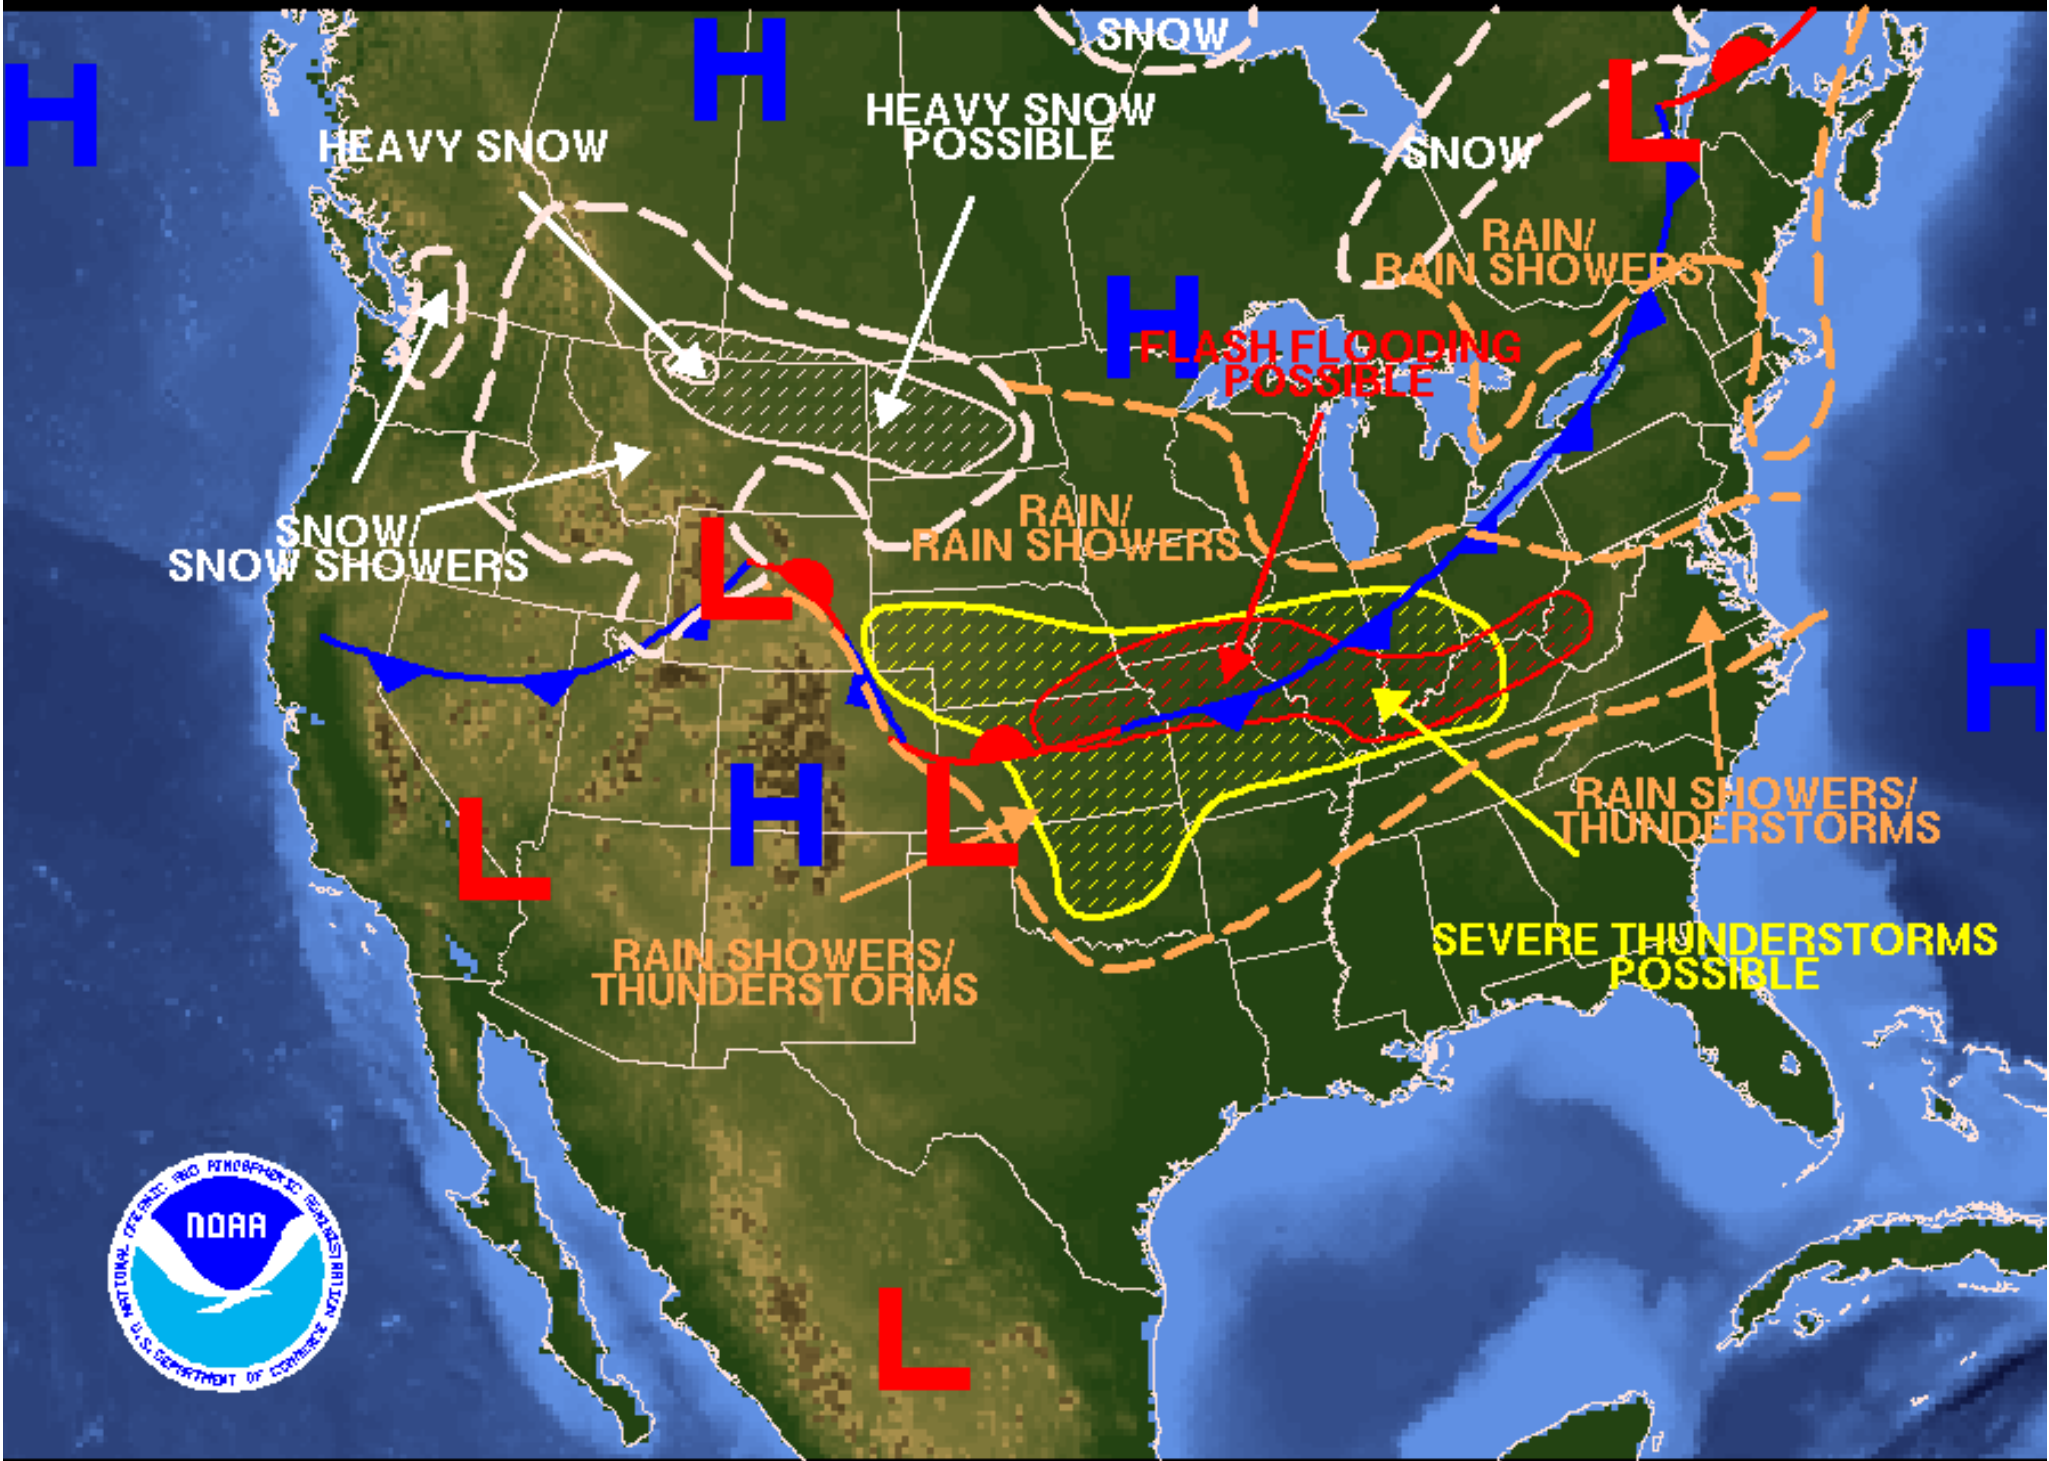 SNOW
H
H
HEAVY SNOW
POSSIBLE
HEAVY SNOW
L
SNOW
RAIN/
RAIN SHOWERS
H
FLASH FLOODING
POSSIBLE
SNOW/
SNOW SHOWERS
RAIN/
RAIN SHOWERS
L
H
H
L
L
RAIN SHOWERS/
THUNDERSTORMS
RAIN SHOWERS/
THUNDERSTORMS
SEVERE THUNDERSTORMS
POSSIBLE
L
NATIONAL OCEANIC AND ATMOSPHERIC ADMINISTRATION
NOAA
U.S. DEPARTMENT OF COMMERCE